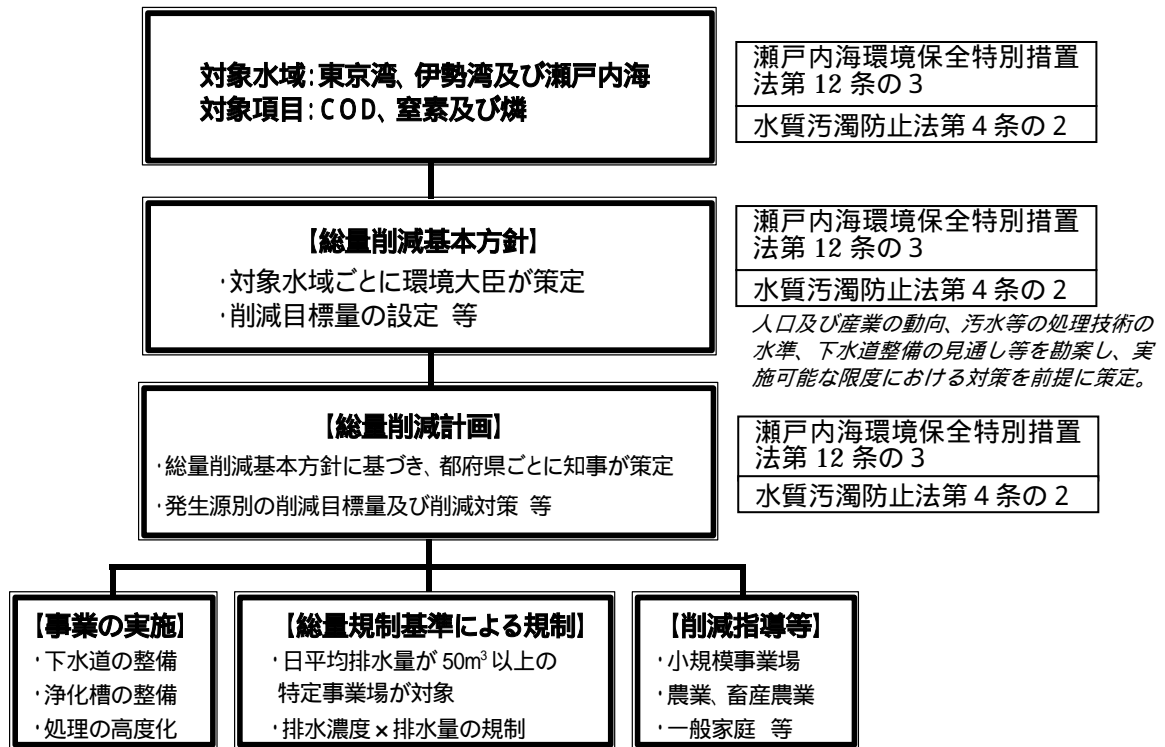 対象水域:東京湾、伊勢湾及び瀬戸内海
対象項目:COD、窒素及び燐
瀬戸内海環境保全特別措置
法第 12 条の 3
水質汚濁防止法第 4 条の 2
【総量削減基本方針】
・対象水域ごとに環境大臣が策定
・削減目標量の設定 等
瀬戸内海環境保全特別措置
法第 12 条の 3
水質汚濁防止法第 4 条の 2
人口及び産業の動向、汚水等の処理技術の
水準、下水道整備の見通し等を勘案し、実
施可能な限度における対策を前提に策定。
【総量削減計画】
・総量削減基本方針に基づき、都府県ごとに知事が策定
・発生源別の削減目標量及び削減対策 等
瀬戸内海環境保全特別措置
法第 12 条の 3
水質汚濁防止法第 4 条の 2
【事業の実施】
・下水道の整備
・浄化槽の整備
・処理の高度化
【総量規制基準による規制】
・日平均排水量が 50m³ 以上の
特定事業場が対象
・排水濃度×排水量の規制
【削減指導等】
・小規模事業場
・農業、畜産農業
・一般家庭 等